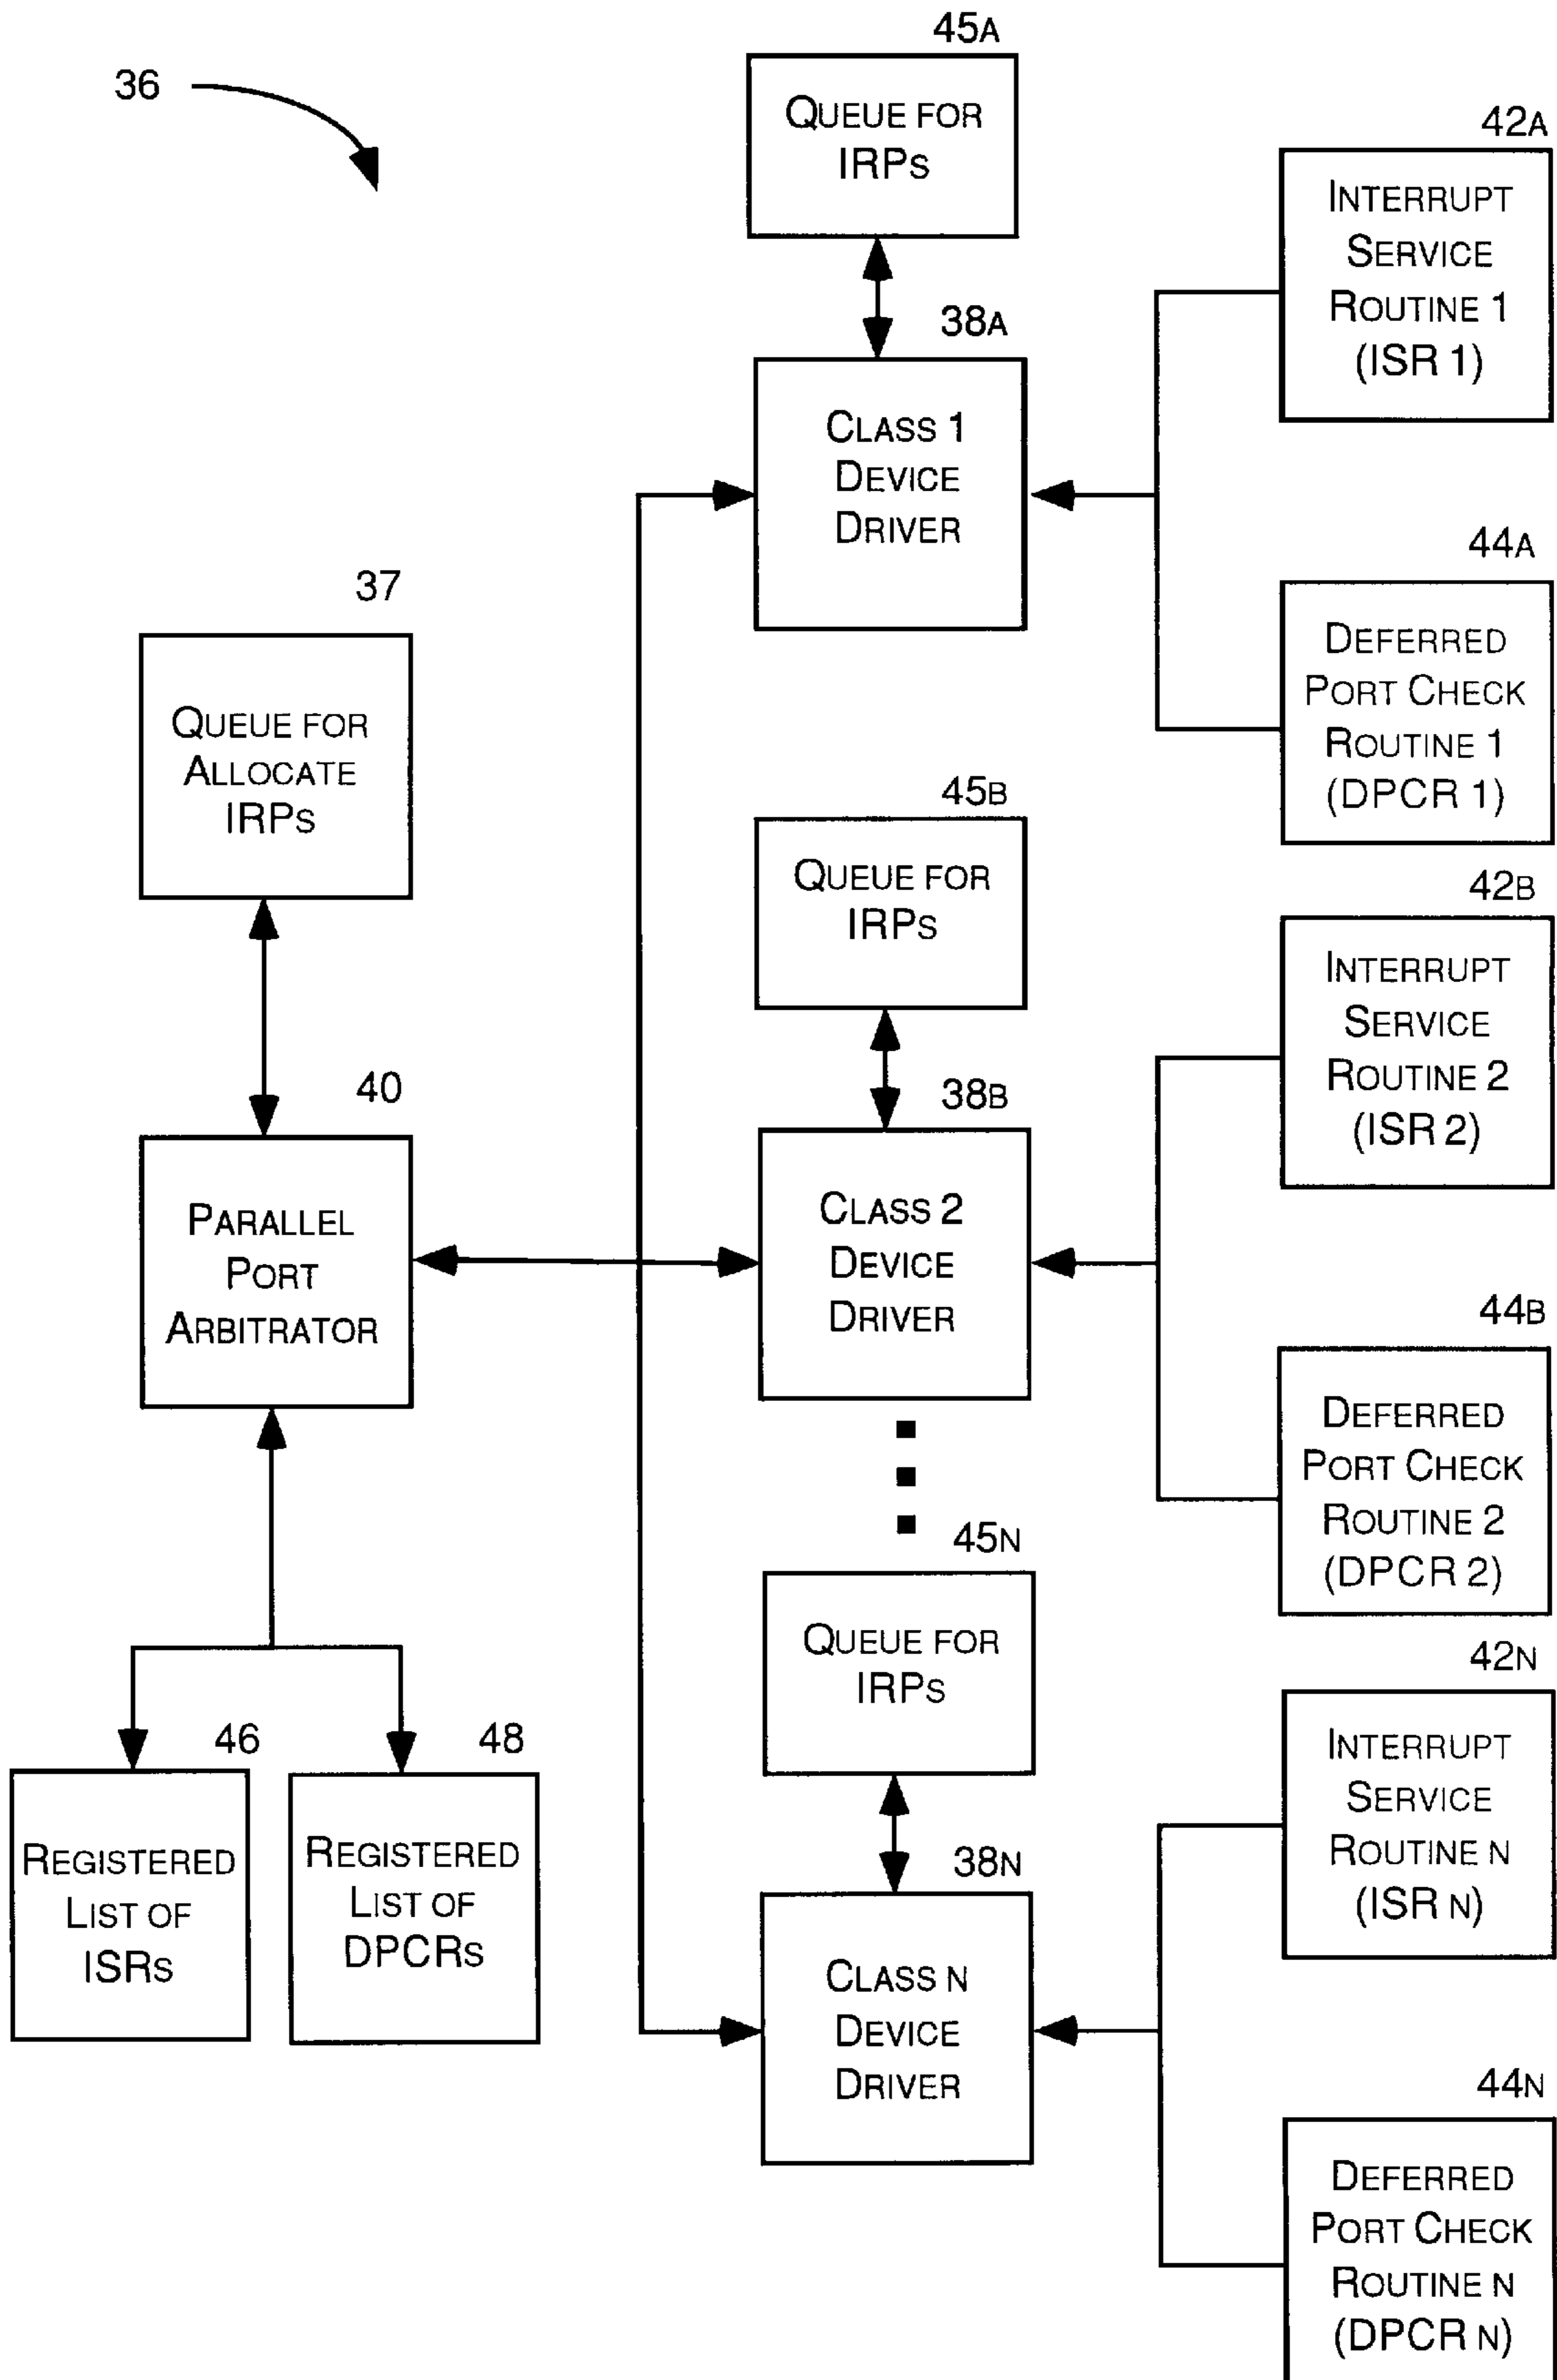 36
45A
QUEUE FOR
IRPS
42A
INTERRUPT
SERVICE
ROUTINE 1
(ISR 1)
38A
CLASS 1
DEVICE
DRIVER
44A
DEFERRED
PORT CHECK
ROUTINE 1
(DPCR 1)
37
QUEUE FOR
ALLOCATE
IRPS
45B
QUEUE FOR
IRPS
42B
INTERRUPT
SERVICE
ROUTINE 2
(ISR 2)
40
PARALLEL
PORT
ARBITRATOR
38B
CLASS 2
DEVICE
DRIVER
44B
DEFERRED
PORT CHECK
ROUTINE 2
(DPCR 2)
45N
QUEUE FOR
IRPS
42N
INTERRUPT
SERVICE
ROUTINE N
(ISR N)
46
REGISTERED
LIST OF
ISRS
48
REGISTERED
LIST OF
DPCRS
38N
CLASS N
DEVICE
DRIVER
44N
DEFERRED
PORT CHECK
ROUTINE N
(DPCR N)